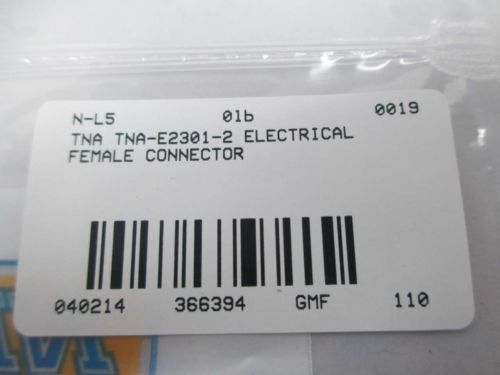 N-L5 01b 0019
TNA TNA-E2301-2 ELECTRICAL
FEMALE CONNECTOR
040214 366394 GMF 110